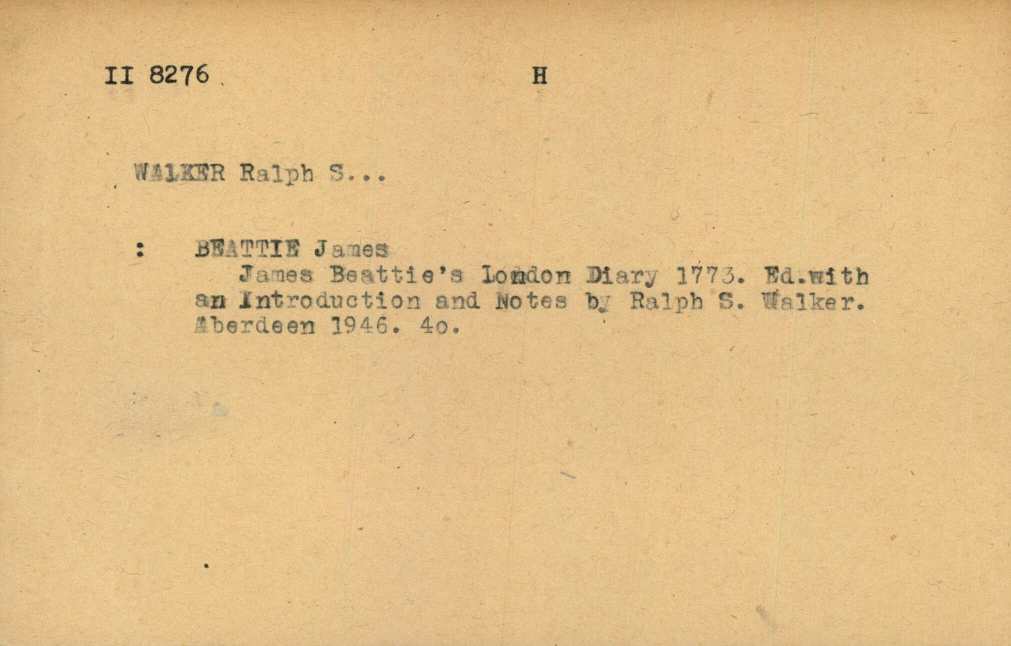 II 8276 H
WALKER Ralph S...
: BEATTIE James
James Beattie's London Diary 1773. Ed.with
an Introduction and Notes by Ralph S. Walker.
Aberdeen 1946. 4o.